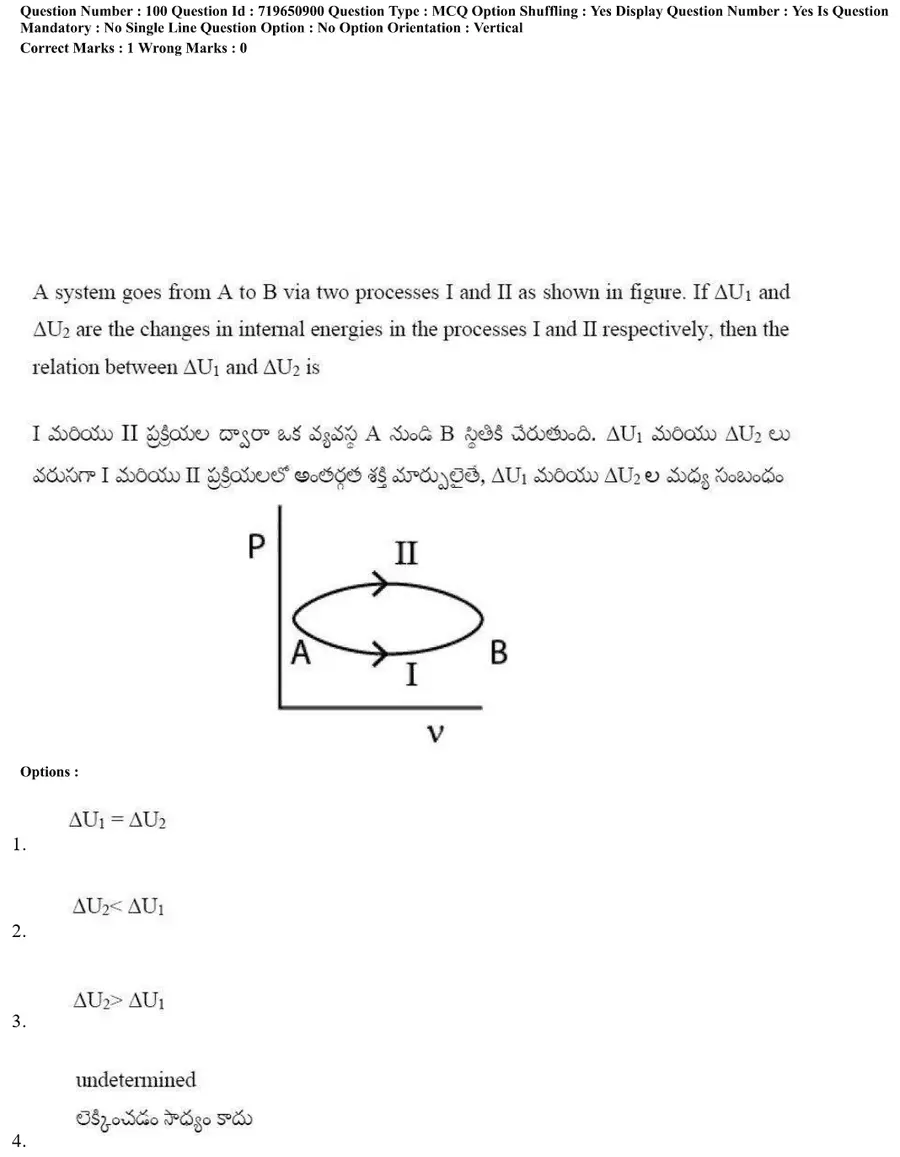 Question Number : 100 Question Id : 719650900 Question Type : MCQ Option Shuffling : Yes Display Question Number : Yes Is Question
Mandatory : No Single Line Question Option : No Option Orientation : Vertical
Correct Marks : 1 Wrong Marks : 0
A system goes from A to B via two processes I and II as shown in figure. If ΔU₁ and
ΔU₂ are the changes in internal energies in the processes I and II respectively, then the
relation between ΔU₁ and ΔU₂ is
I మరియు II ప్రక్రియల ద్వారా ఒక వ్యవస్థ A నుండి B స్థితికి చేరుతుంది. ΔU₁ మరియు ΔU₂ లు
వరుసగా I మరియు II ప్రక్రియలలో అంతర్గత శక్తి మార్పులైతే, ΔU₁ మరియు ΔU₂ ల మధ్య సంబంధం
P
II
A
B
I
v
Options :
ΔU₁ = ΔU₂
1.
ΔU₂< ΔU₁
2.
ΔU₂> ΔU₁
3.
undetermined
లెక్కించడం సాధ్యం కాదు
4.